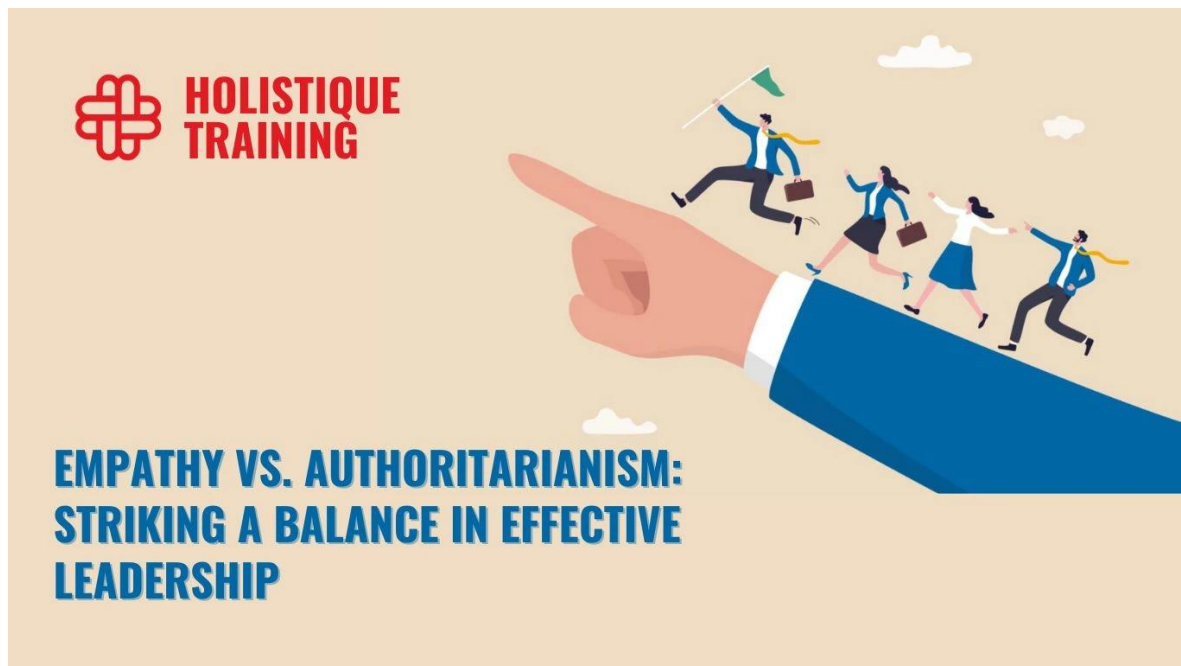 HOLISTIQUE
TRAINING
EMPATHY VS. AUTHORITARIANISM:
STRIKING A BALANCE IN EFFECTIVE
LEADERSHIP